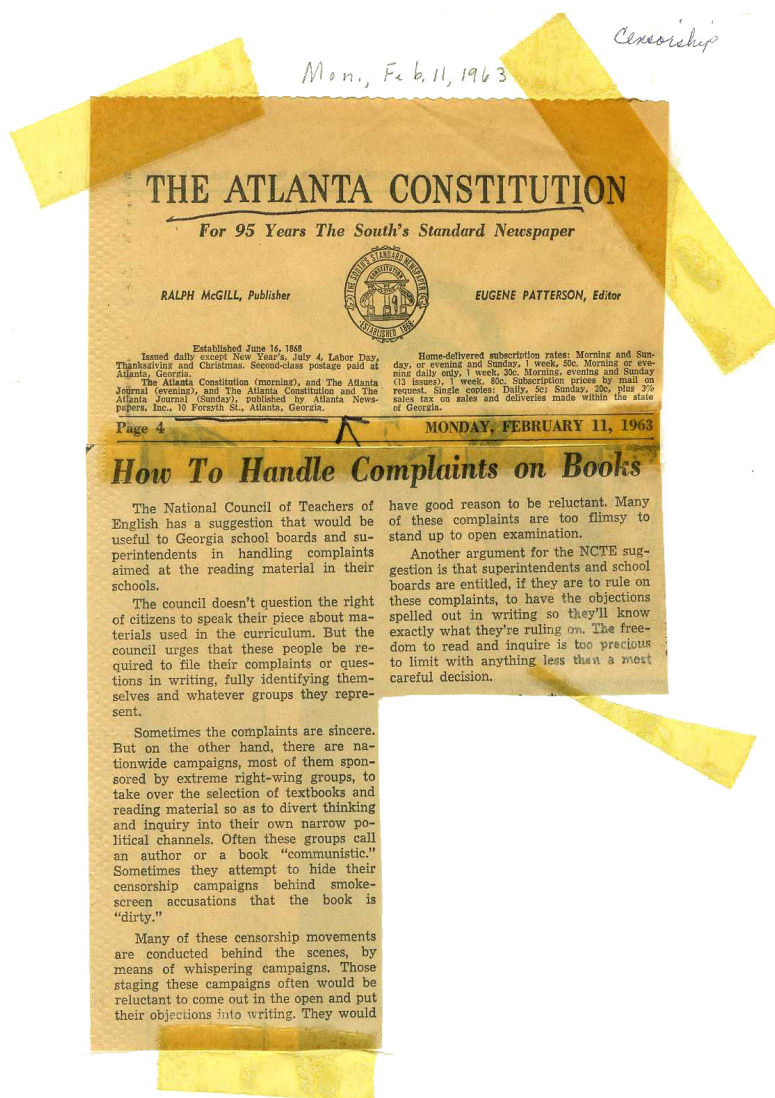 Censorship
Mon., Feb. 11, 1963
THE ATLANTA CONSTITUTION
For 95 Years The South's Standard Newspaper
RALPH McGILL, Publisher
THE SOUTH'S STANDARD NEWSPAPER
CONSTITUTION
ESTABLISHED 1868
EUGENE PATTERSON, Editor
Established June 16, 1868
Issued daily except New Year's, July 4, Labor Day,
Thanksgiving and Christmas. Second-class postage paid at
Atlanta, Georgia.
The Atlanta Constitution (morning), and The Atlanta
Journal (evening), and The Atlanta Constitution and The
Atlanta Journal (Sunday), published by Atlanta News-
papers, Inc., 10 Forsyth St., Atlanta, Georgia.
Home-delivered subscription rates: Morning and Sun-
day, or evening and Sunday, 1 week, 50c. Morning or eve-
ning daily only, 1 week, 30c. Morning, evening and Sunday
(13 issues), 1 week, 80c. Subscription prices by mail on
request. Single copies: Daily, 5c; Sunday, 20c, plus 3%
sales tax on sales and deliveries made within the state
of Georgia.
Page 4
MONDAY, FEBRUARY 11, 1963
How To Handle Complaints on Books
The National Council of Teachers of
English has a suggestion that would be
useful to Georgia school boards and su-
perintendents in handling complaints
aimed at the reading material in their
schools.
The council doesn't question the right
of citizens to speak their piece about ma-
terials used in the curriculum. But the
council urges that these people be re-
quired to file their complaints or ques-
tions in writing, fully identifying them-
selves and whatever groups they repre-
sent.
Sometimes the complaints are sincere.
But on the other hand, there are na-
tionwide campaigns, most of them spon-
sored by extreme right-wing groups, to
take over the selection of textbooks and
reading material so as to divert thinking
and inquiry into their own narrow po-
litical channels. Often these groups call
an author or a book "communistic."
Sometimes they attempt to hide their
censorship campaigns behind smoke-
screen accusations that the book is
"dirty."
Many of these censorship movements
are conducted behind the scenes, by
means of whispering campaigns. Those
staging these campaigns often would be
reluctant to come out in the open and put
their objections into writing. They would
have good reason to be reluctant. Many
of these complaints are too flimsy to
stand up to open examination.
Another argument for the NCTE sug-
gestion is that superintendents and school
boards are entitled, if they are to rule on
these complaints, to have the objections
spelled out in writing so they'll know
exactly what they're ruling on. The free-
dom to read and inquire is too precious
to limit with anything less than a most
careful decision.